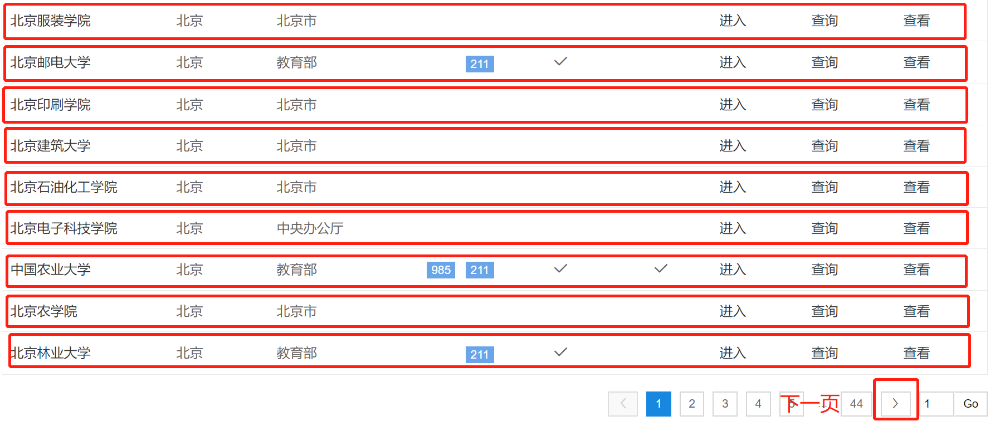 北京服装学院 北京 北京市 进入 查询 查看
北京邮电大学 北京 教育部 211 进入 查询 查看
北京印刷学院 北京 北京市 进入 查询 查看
北京建筑大学 北京 北京市 进入 查询 查看
北京石油化工学院 北京 北京市 进入 查询 查看
北京电子科技学院 北京 中央办公厅 进入 查询 查看
中国农业大学 北京 教育部 985 211 进入 查询 查看
北京农学院 北京 北京市 进入 查询 查看
北京林业大学 北京 教育部 211 进入 查询 查看
1 2 3 4 5 ... 44 1 Go
下一页